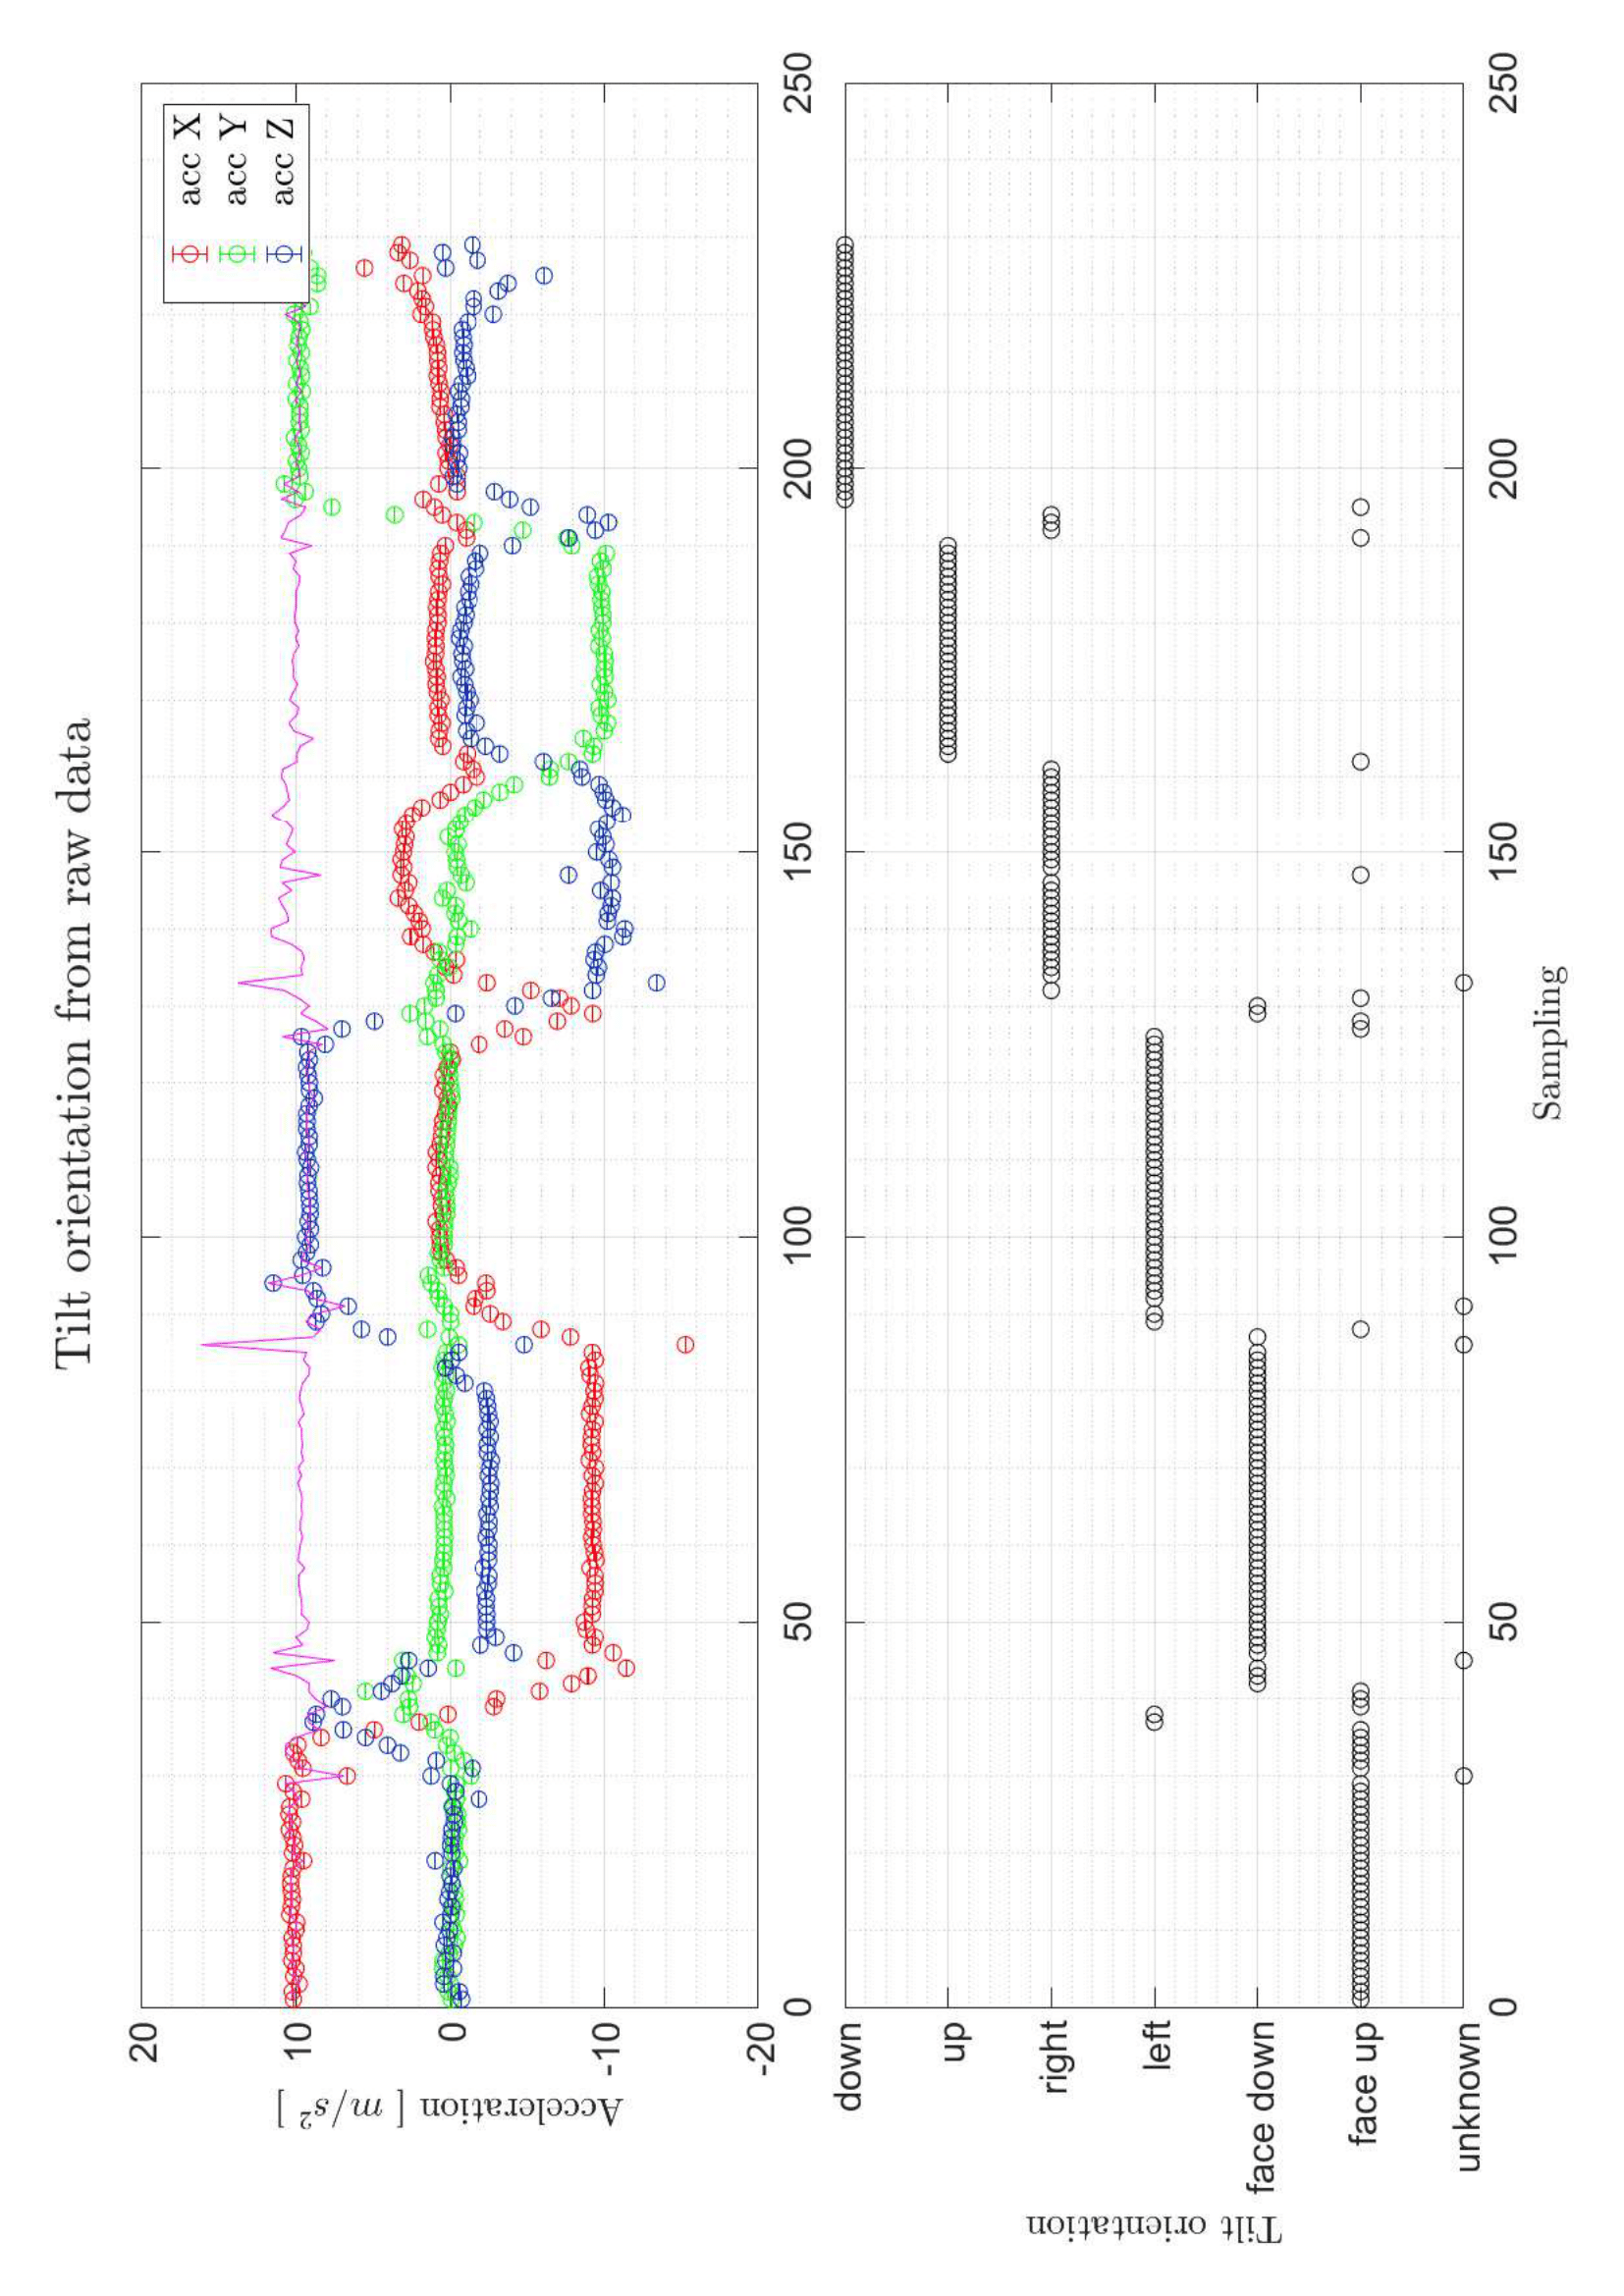 Tilt orientation from raw data
Acceleration [ m/s² ]
20
10
0
-10
-20
acc X
acc Y
acc Z
0
50
100
150
200
250
Tilt orientation
down
up
right
left
face down
face up
unknown
0
50
100
150
200
250
Sampling